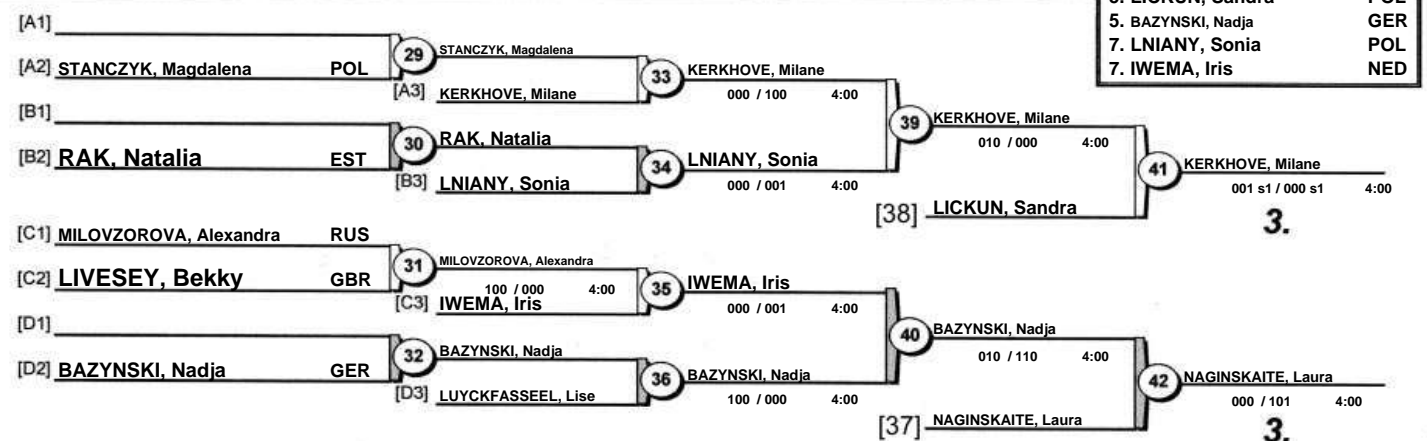 5. LICKUN, Sandra POL
5. BAZYNSKI, Nadja GER
7. LNIANY, Sonia POL
7. IWEMA, Iris NED
[A1]
[A2] STANCZYK, Magdalena POL
29
STANCZYK, Magdalena
[A3] KERKHOVE, Milane
33
KERKHOVE, Milane
000 / 100 4:00
[B1]
[B2] RAK, Natalia EST
30
RAK, Natalia
[B3] LNIANY, Sonia
34
LNIANY, Sonia
000 / 001 4:00
39
KERKHOVE, Milane
010 / 000 4:00
[38] LICKUN, Sandra
41
KERKHOVE, Milane
001 s1 / 000 s1 4:00
3.
[C1] MILOVZOROVA, Alexandra RUS
[C2] LIVESEY, Bekky GBR
31
MILOVZOROVA, Alexandra
100 / 000 4:00
[C3] IWEMA, Iris
35
IWEMA, Iris
000 / 001 4:00
[D1]
[D2] BAZYNSKI, Nadja GER
32
BAZYNSKI, Nadja
[D3] LUYCKFASSEEL, Lise
36
BAZYNSKI, Nadja
100 / 000 4:00
40
BAZYNSKI, Nadja
010 / 110 4:00
[37] NAGINSKAITE, Laura
42
NAGINSKAITE, Laura
000 / 101 4:00
3.